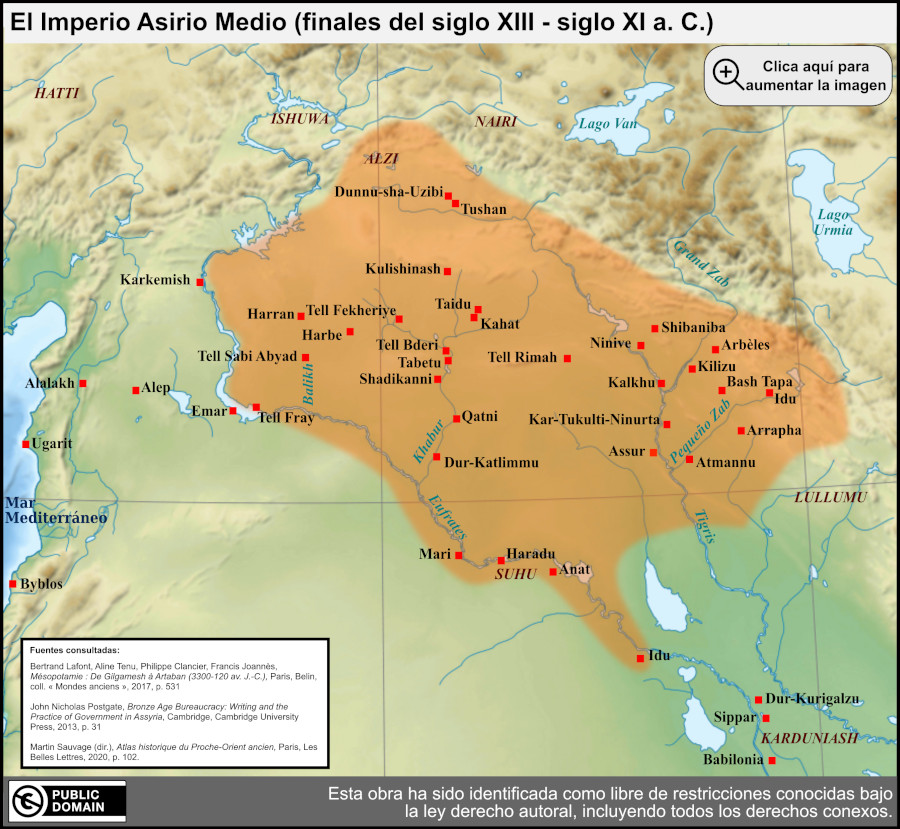 El Imperio Asirio Medio (finales del siglo XIII - siglo XI a. C.)
Clica aquí para
aumentar la imagen
HATTI
ISHUWA
NAIRI
Lago Van
ALZI
Dunnu-sha-Uzibi
Tushan
Lago
Urmia
Grand Zab
Karkemish
Kulishinash
Harran
Tell Fekheriye
Taidu
Kahat
Harbe
Shibaniba
Ninive
Arbèles
Tell Bderi
Tabetu
Tell Rimah
Tell Sabi Abyad
Kilizu
Shadikanni
Balikh
Kalkhu
Bash Tapa
Idu
Alalakh
Alep
Emar
Tell Fray
Qatni
Kar-Tukulti-Ninurta
Pequeño Zab
Arrapha
Ugarit
Khabur
Dur-Katlimmu
Assur
Atmannu
LULLUMU
Mar
Mediterráneo
Eufrates
Tigris
Mari
Haradu
SUHU
Anat
Byblos
Idu
Dur-Kurigalzu
Sippar
KARDUNIASH
Babilonia
Fuentes consultadas:
Bertrand Lafont, Aline Tenu, Philippe Clancier, Francis Joannès,
Mésopotamie : De Gilgamesh à Artaban (3300-120 av. J.-C.), Paris, Belin,
coll. « Mondes anciens », 2017, p. 531
John Nicholas Postgate, Bronze Age Bureaucracy: Writing and the
Practice of Government in Assyria, Cambridge, Cambridge University
Press, 2013, p. 31
Martin Sauvage (dir.), Atlas historique du Proche-Orient ancien, Paris, Les
Belles Lettres, 2020, p. 102.
PUBLIC
DOMAIN
Esta obra ha sido identificada como libre de restricciones conocidas bajo
la ley derecho autoral, incluyendo todos los derechos conexos.